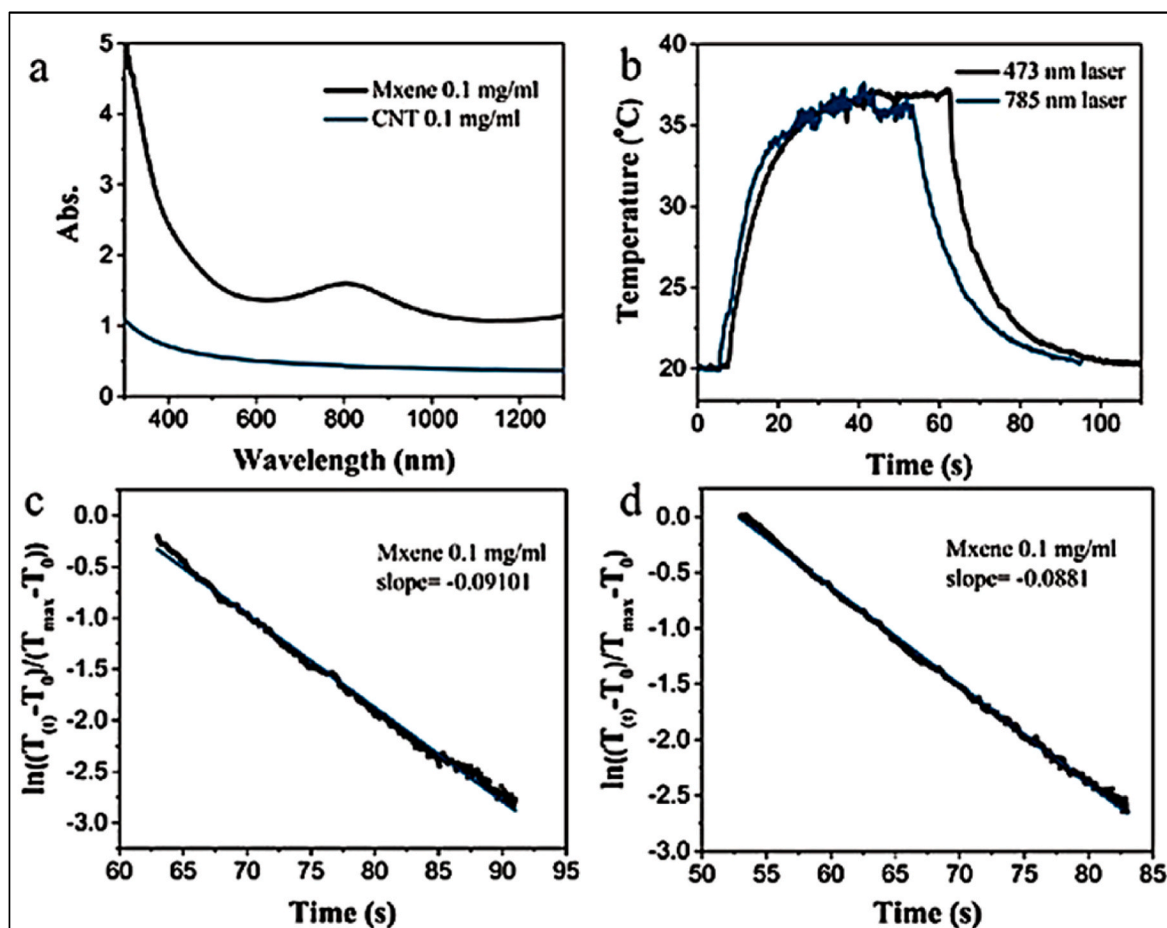 a
Mxene 0.1 mg/ml
CNT 0.1 mg/ml
Abs.
5
4
3
2
1
0
400 600 800 1000 1200
Wavelength (nm)
b
473 nm laser
785 nm laser
Temperature (°C)
40
35
30
25
20
0 20 40 60 80 100
Time (s)
c
Mxene 0.1 mg/ml
slope= -0.09101
ln((T(t)-T0)/(Tmax-T0))
0.0
-0.5
-1.0
-1.5
-2.0
-2.5
-3.0
60 65 70 75 80 85 90 95
Time (s)
d
Mxene 0.1 mg/ml
slope= -0.0881
ln((T(t)-T0)/Tmax-T0)
0.0
-0.5
-1.0
-1.5
-2.0
-2.5
-3.0
50 55 60 65 70 75 80 85
Time (s)